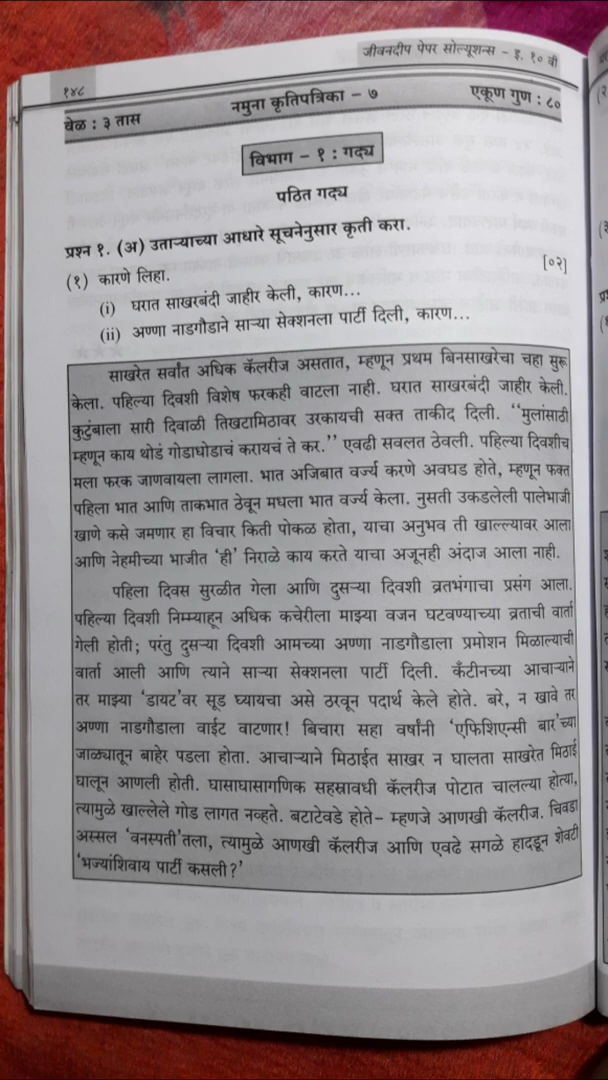 जीवनदीप पेपर सोल्यूशन्स - इ. १० वी
१४८
वेळ : ३ तास नमुना कृतिपत्रिका – ७ एकूण गुण : ८०
विभाग – १ : गद्य
पठित गद्य
प्रश्न १. (अ) उताऱ्याच्या आधारे सूचनेनुसार कृती करा.
(१) कारणे लिहा. [०२]
(i) घरात साखरबंदी जाहीर केली, कारण...
(ii) अण्णा नाडगौडाने साऱ्या सेक्शनला पार्टी दिली, कारण...
साखरेत सर्वांत अधिक कॅलरीज असतात, म्हणून प्रथम बिनसाखरेचा चहा सुरू
केला. पहिल्या दिवशी विशेष फरकही वाटला नाही. घरात साखरबंदी जाहीर केली.
कुटुंबाला सारी दिवाळी तिखटामिठावर उरकायची सक्त ताकीद दिली. ‘‘मुलांसाठी
म्हणून काय थोडं गोडाधोडाचं करायचं ते कर.’’ एवढी सवलत ठेवली. पहिल्या दिवशीच
मला फरक जाणवायला लागला. भात अजिबात वर्ज्य करणे अवघड होते, म्हणून फक्त
पहिला भात आणि ताकभात ठेवून मधला भात वर्ज्य केला. नुसती उकडलेली पालेभाजी
खाणे कसे जमणार हा विचार किती पोकळ होता, याचा अनुभव ती खाल्ल्यावर आला
आणि नेहमीच्या भाजीत ‘ही’ निराळे काय करते याचा अजूनही अंदाज आला नाही.
पहिला दिवस सुरळीत गेला आणि दुसऱ्या दिवशी व्रतभंगाचा प्रसंग आला.
पहिल्या दिवशी निम्म्याहून अधिक कचेरीला माझ्या वजन घटवण्याच्या व्रताची वार्ता
गेली होती; परंतु दुसऱ्या दिवशी आमच्या अण्णा नाडगौडाला प्रमोशन मिळाल्याची
वार्ता आली आणि त्याने साऱ्या सेक्शनला पार्टी दिली. कँटीनच्या आचाऱ्याने
तर माझ्या ‘डायट’वर सूड घ्यायचा असे ठरवून पदार्थ केले होते. बरे, न खावे तर
अण्णा नाडगौडाला वाईट वाटणार! बिचारा सहा वर्षांनी ‘एफिशिएन्सी बार’च्या
जाळ्यातून बाहेर पडला होता. आचाऱ्याने मिठाईत साखर न घालता साखरेत मिठाई
घालून आणली होती. घासाघासागणिक सहस्रावधी कॅलरीज पोटात चालल्या होत्या,
त्यामुळे खाल्लेले गोड लागत नव्हते. बटाटेवडे होते– म्हणजे आणखी कॅलरीज. चिवडा
अस्सल ‘वनस्पती’तला, त्यामुळे आणखी कॅलरीज आणि एवढे सगळे हादडून शेवटी
‘भज्यांशिवाय पार्टी कसली?’